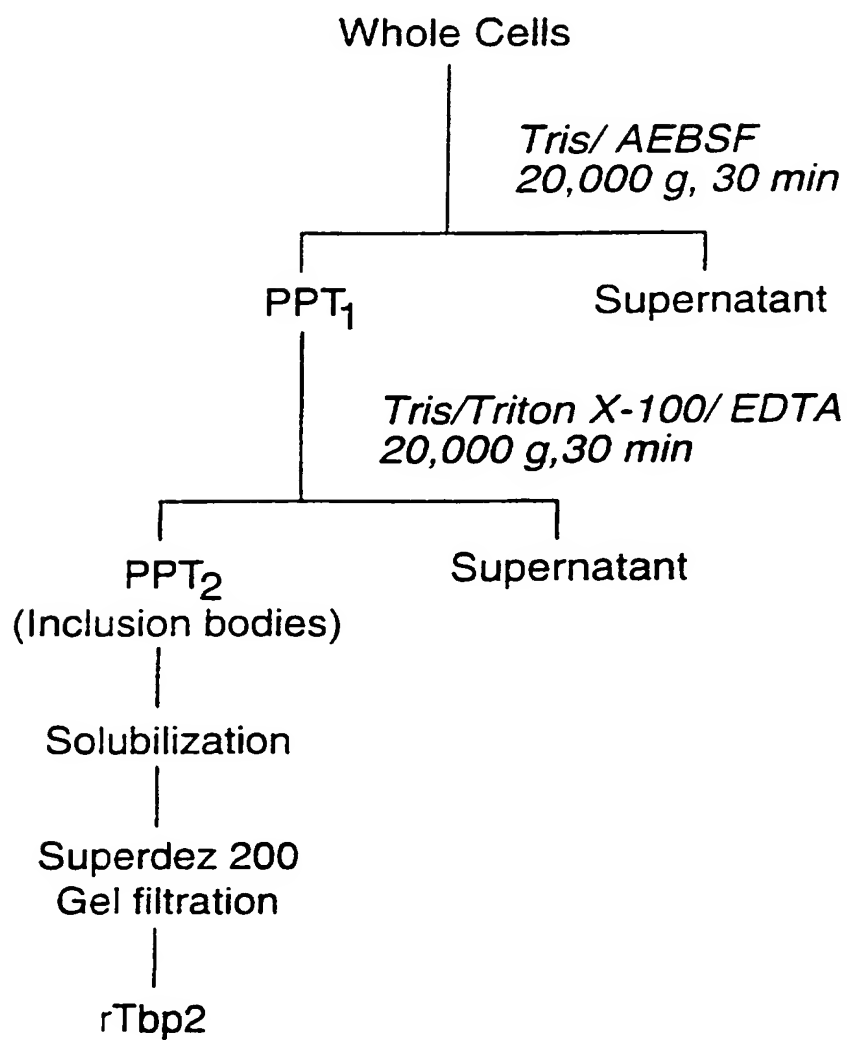 Whole Cells
Tris/ AEBSF
20,000 g, 30 min
PPT1
Supernatant
Tris/Triton X-100/ EDTA
20,000 g,30 min
PPT2
Supernatant
(Inclusion bodies)
Solubilization
Superdez 200
Gel filtration
rTbp2